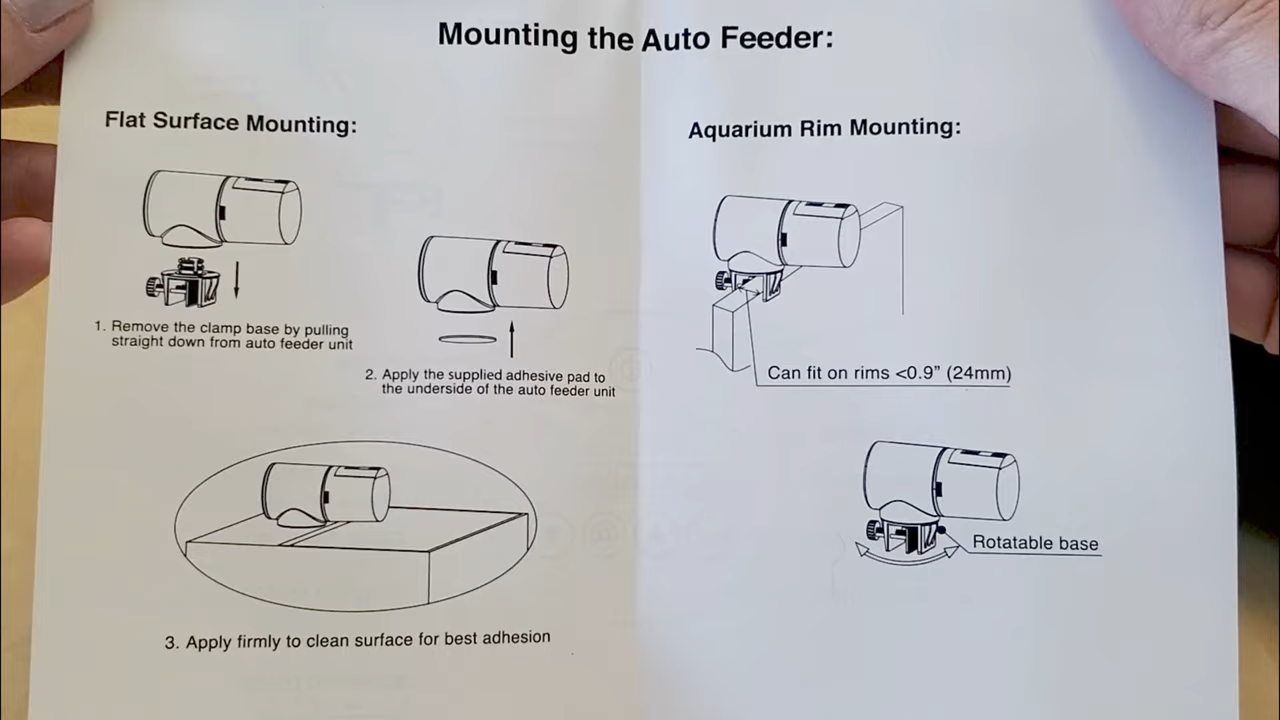 Mounting the Auto Feeder:
Flat Surface Mounting:
1. Remove the clamp base by pulling
straight down from auto feeder unit
2. Apply the supplied adhesive pad to
the underside of the auto feeder unit
3. Apply firmly to clean surface for best adhesion
Aquarium Rim Mounting:
Can fit on rims <0.9” (24mm)
Rotatable base